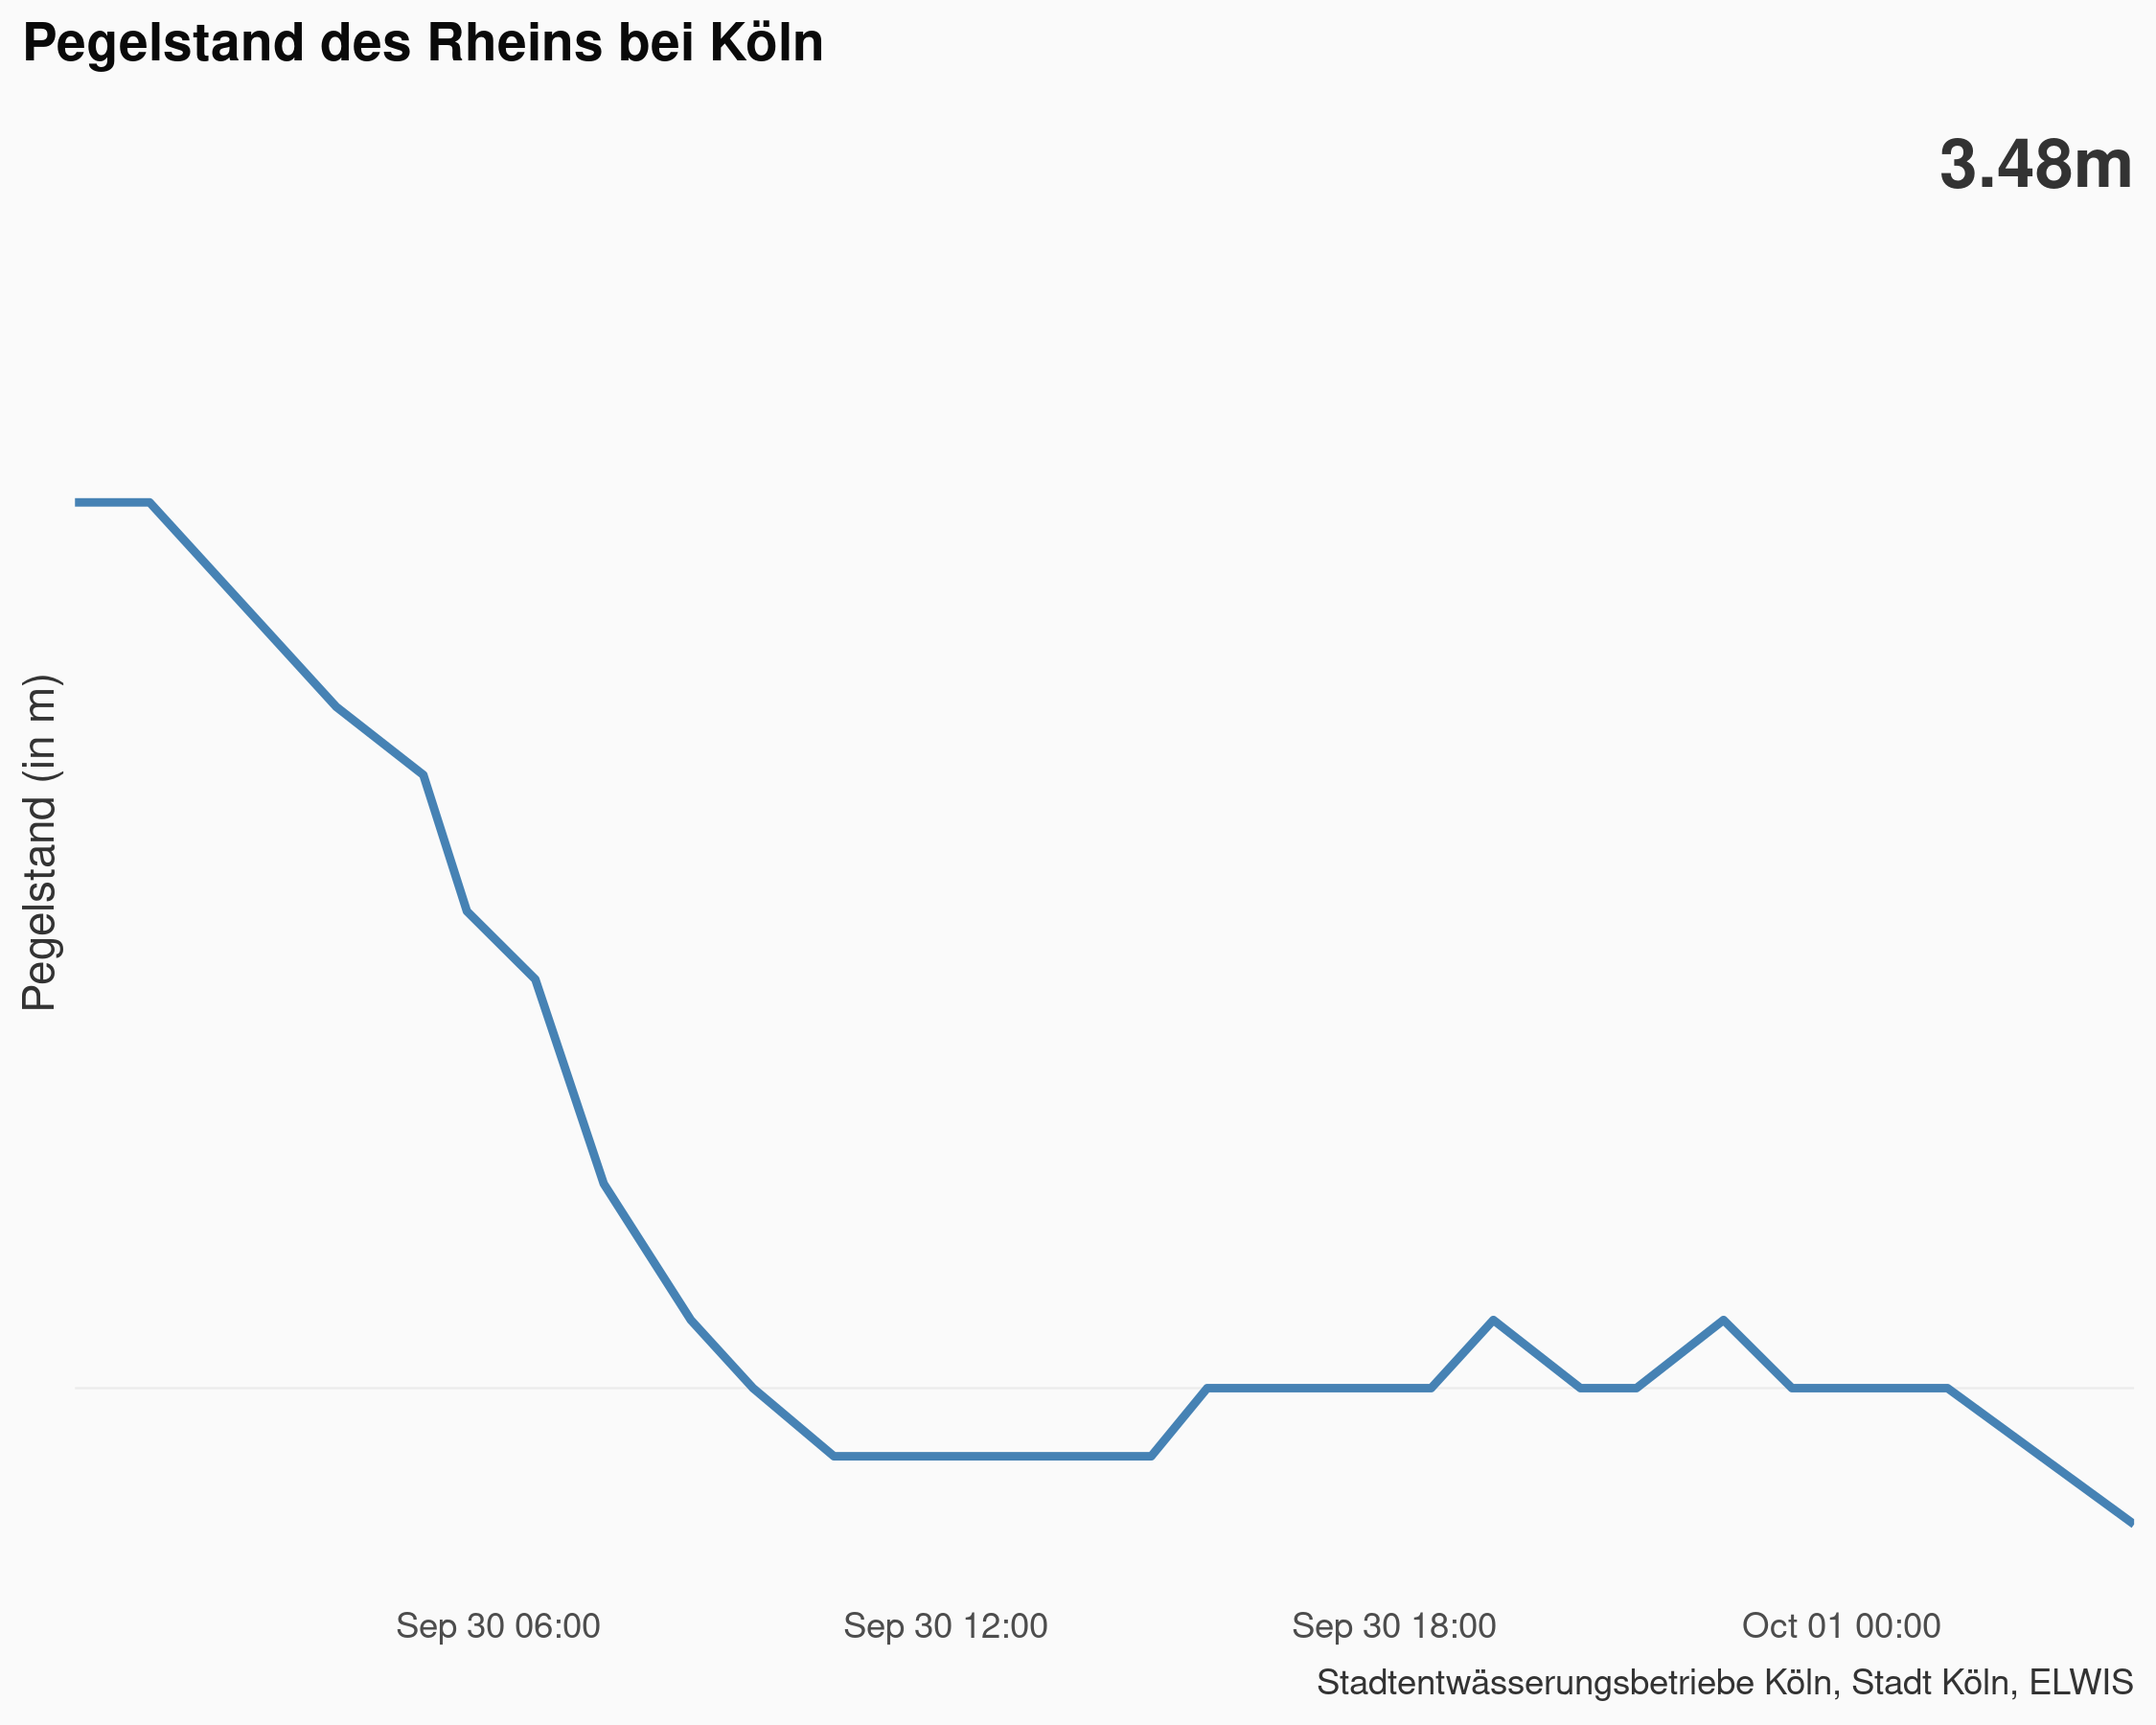 Pegelstand des Rheins bei Köln
3.48m
Pegelstand (in m)
Sep 30 06:00
Sep 30 12:00
Sep 30 18:00
Oct 01 00:00
Stadtentwässerungsbetriebe Köln, Stadt Köln, ELWIS